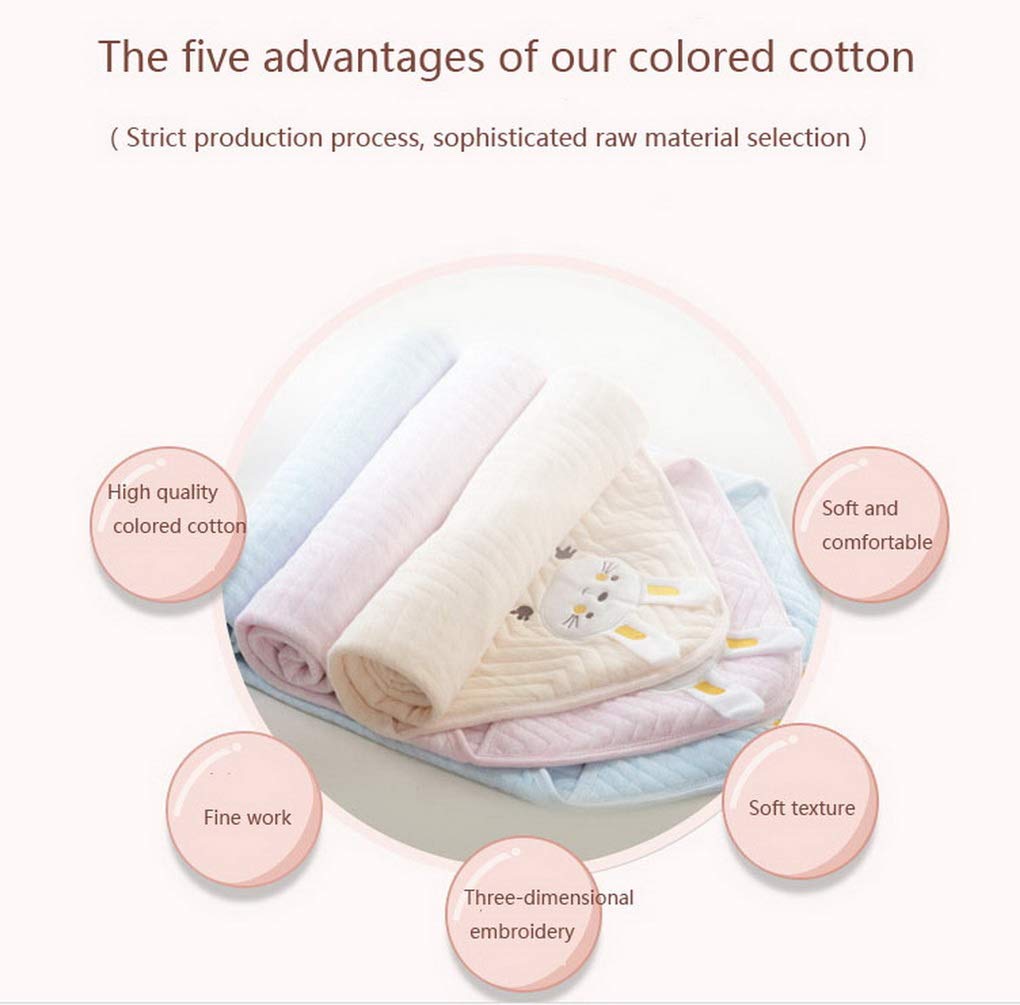 The five advantages of our colored cotton
( Strict production process, sophisticated raw material selection )
High quality
colored cotton
Soft and
comfortable
Fine work
Soft texture
Three-dimensional
embroidery